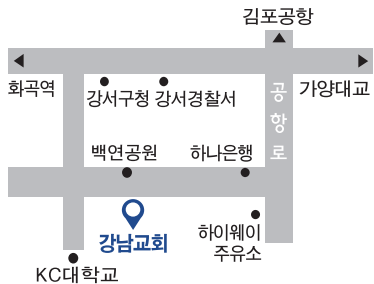 김포공항
화곡역
강서구청
강서경찰서
공항로
가양대교
백연공원
하나은행
강남교회
하이웨이
주유소
KC대학교